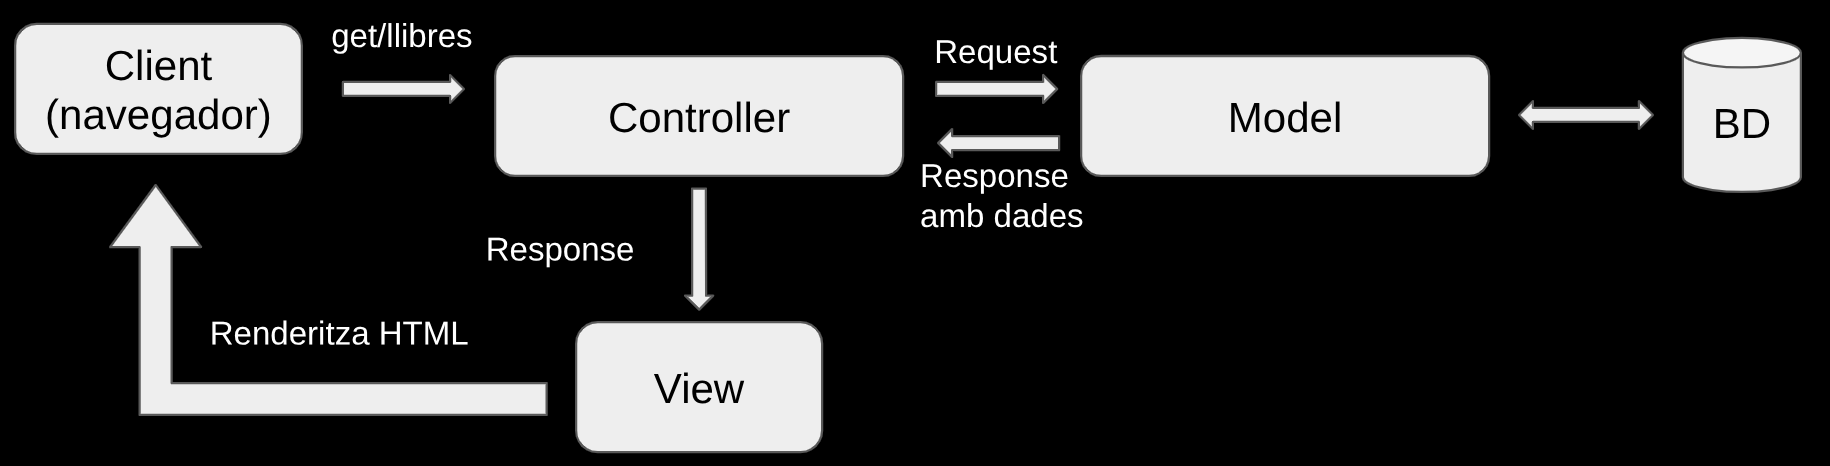 Client
(navegador)
get/llibres
Controller
Request
Response
amb dades
Model
BD
Response
View
Renderitza HTML